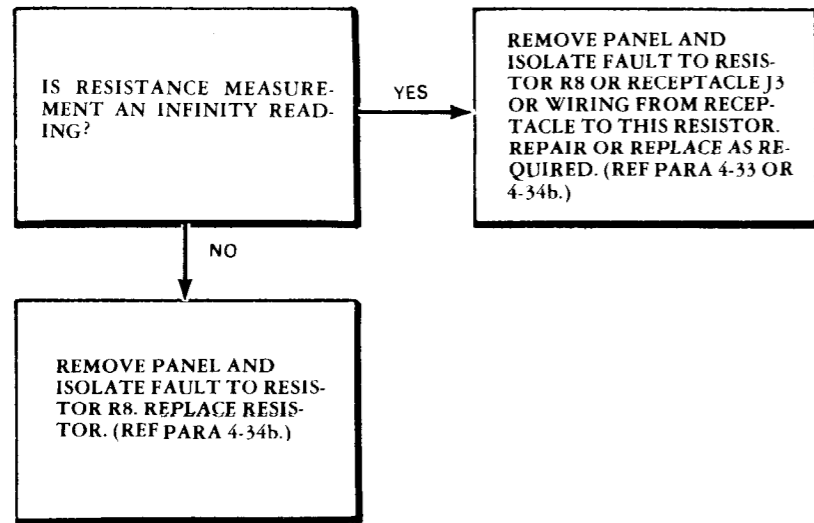 IS RESISTANCE MEASURE-
MENT AN INFINITY READ-
ING?
YES
REMOVE PANEL AND
ISOLATE FAULT TO RESIS-
TOR R8 OR RECEPTACLE J3
OR WIRING FROM RECEP-
TACLE TO THIS RESISTOR.
REPAIR OR REPLACE AS RE-
QUIRED. (REF PARA 4-33 OR
4-34b.)
NO
REMOVE PANEL AND
ISOLATE FAULT TO RESIS-
TOR R8. REPLACE RESIS-
TOR. (REF PARA 4-34b.)